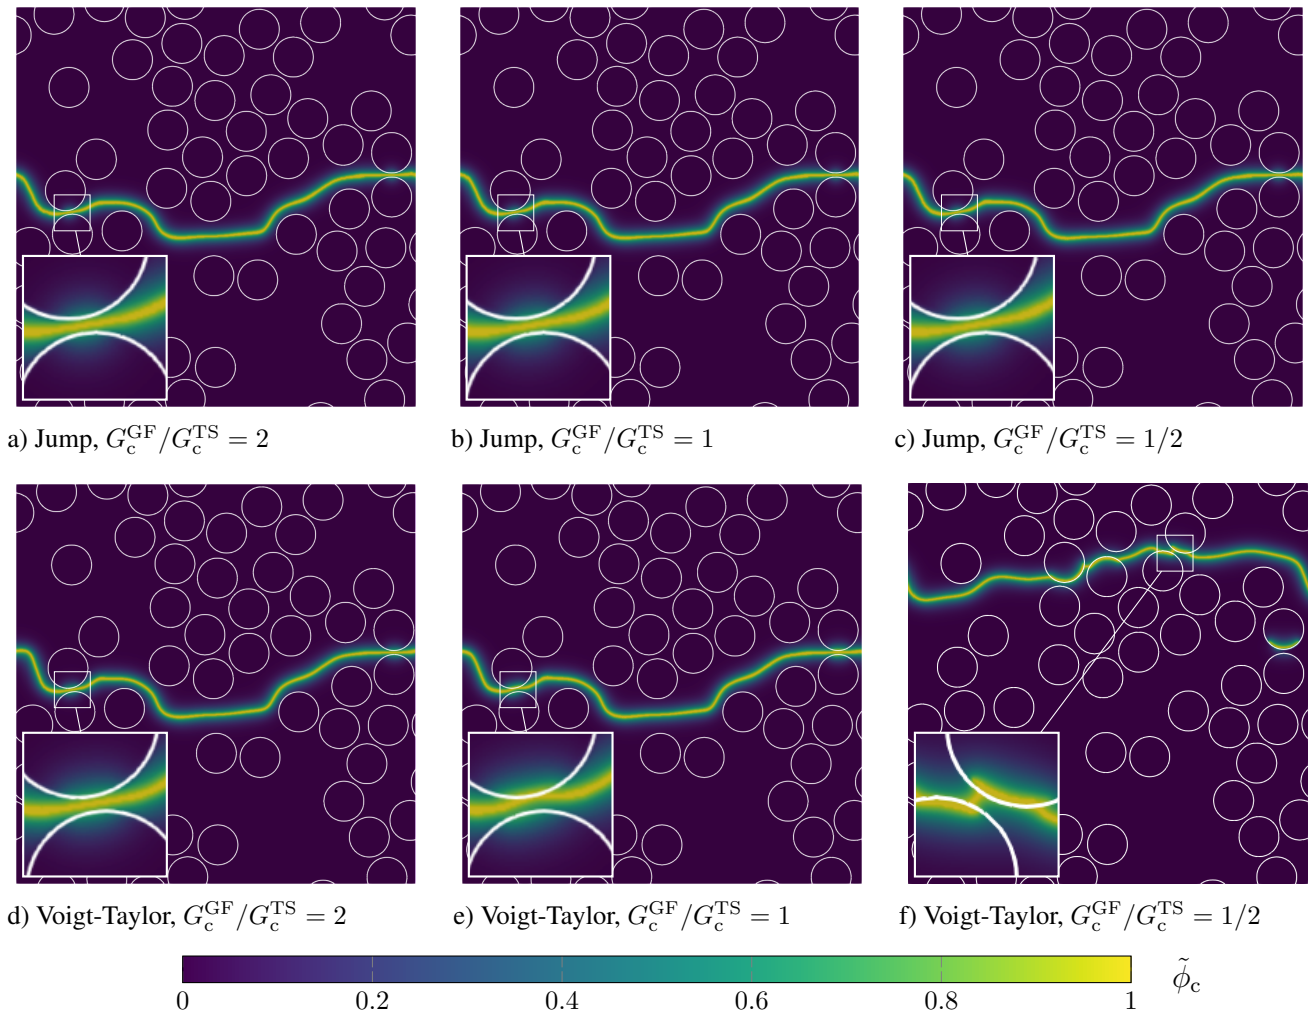 a) Jump, G_c^GF/G_c^TS = 2
b) Jump, G_c^GF/G_c^TS = 1
c) Jump, G_c^GF/G_c^TS = 1/2
d) Voigt-Taylor, G_c^GF/G_c^TS = 2
e) Voigt-Taylor, G_c^GF/G_c^TS = 1
f) Voigt-Taylor, G_c^GF/G_c^TS = 1/2
0 0.2 0.4 0.6 0.8 1 ϕ̃_c